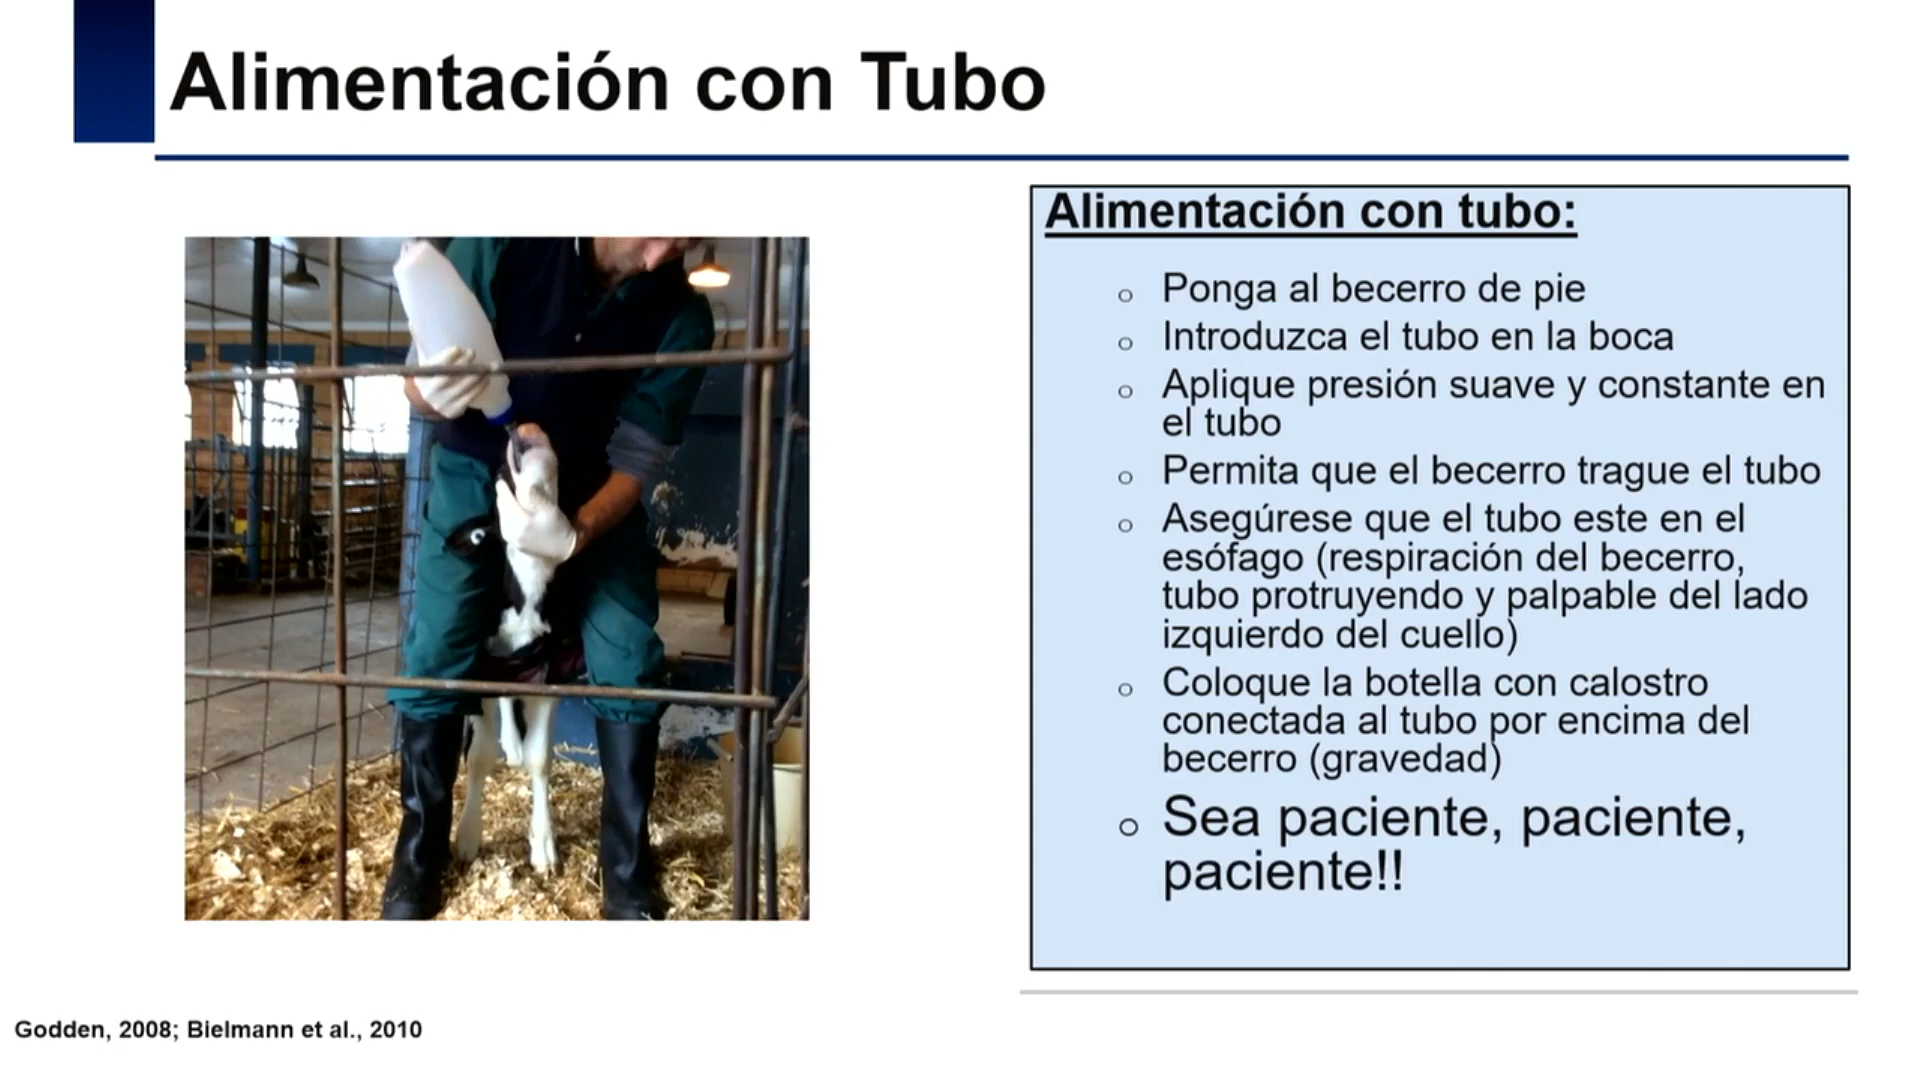 Alimentación con Tubo
Alimentación con tubo:
o Ponga al becerro de pie
o Introduzca el tubo en la boca
o Aplique presión suave y constante en
el tubo
o Permita que el becerro trague el tubo
o Asegúrese que el tubo este en el
esófago (respiración del becerro,
tubo protruyendo y palpable del lado
izquierdo del cuello)
o Coloque la botella con calostro
conectada al tubo por encima del
becerro (gravedad)
o Sea paciente, paciente,
paciente!!
Godden, 2008; Bielmann et al., 2010